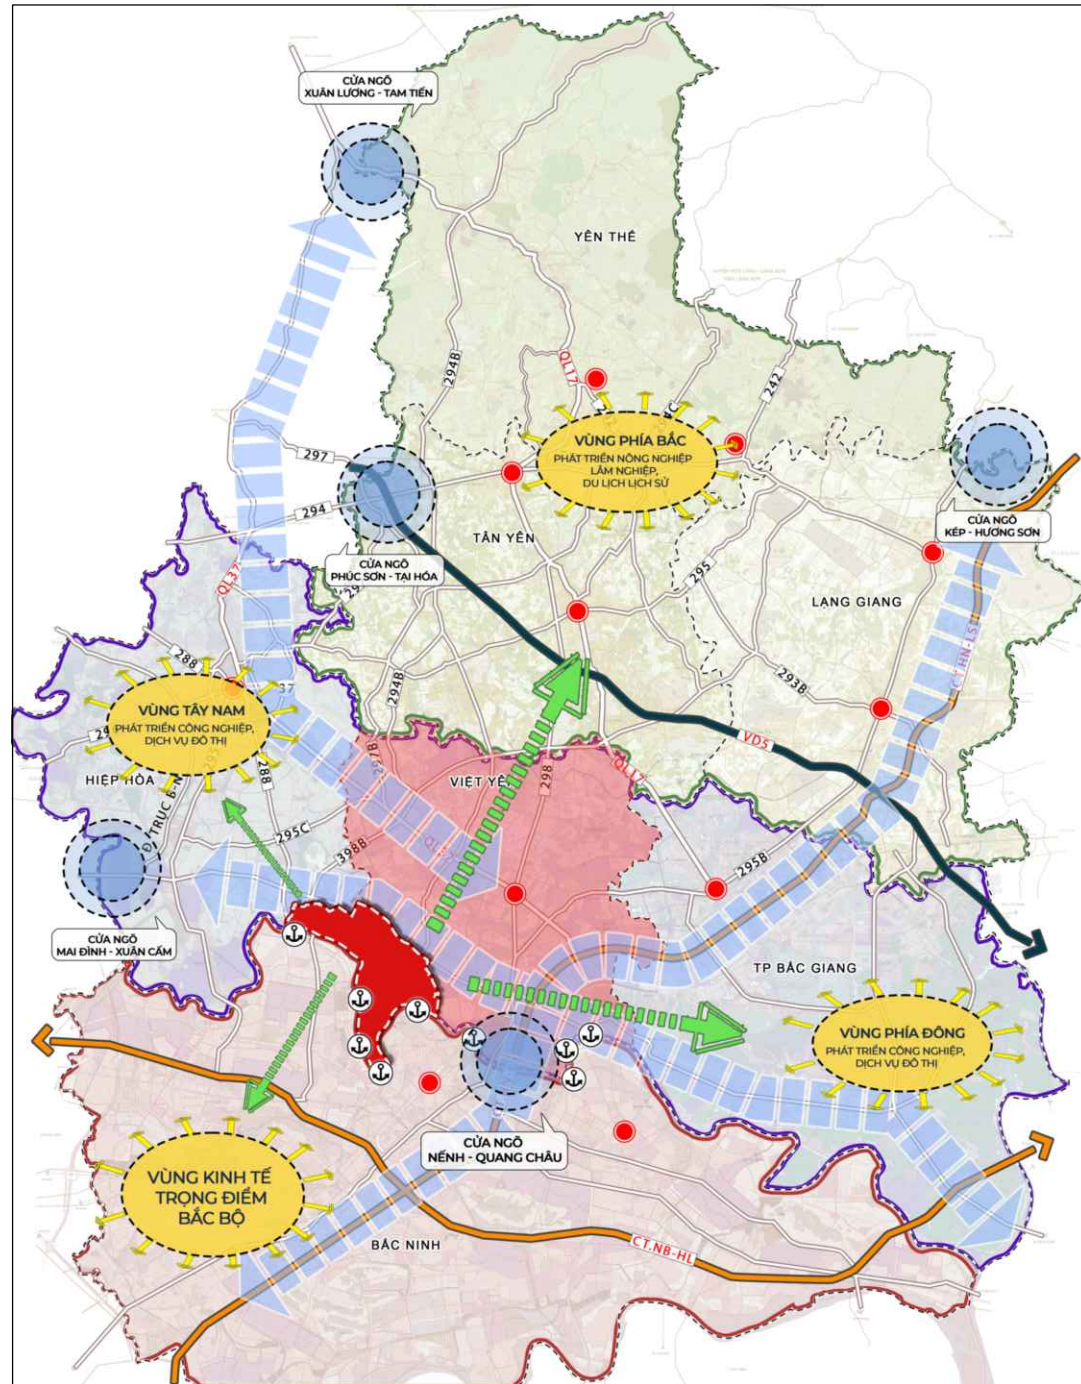 CỬA NGÕ
XUÂN LƯƠNG - TAM TIẾN
YÊN THẾ
294B
QL17
242
297
VÙNG PHÍA BẮC
PHÁT TRIỂN NÔNG NGHIỆP
LÂM NGHIỆP,
DU LỊCH LỊCH SỬ
294
CỬA NGÕ
KÉP - HƯƠNG SƠN
TÂN YÊN
CỬA NGÕ
PHÚC SƠN - TẠI HÓA
295
QL37
LẠNG GIANG
CT.HN-LS
288
37
294B
293B
VÙNG TÂY NAM
PHÁT TRIỂN CÔNG NGHIỆP,
DỊCH VỤ ĐÔ THỊ
VD5
HIỆP HÒA
288
VIỆT YÊ
298
QL17
295C
398B
295B
CỬA NGÕ
MAI ĐÌNH - XUÂN CẨM
TP BẮC GIANG
VÙNG PHÍA ĐÔNG
PHÁT TRIỂN CÔNG NGHIỆP,
DỊCH VỤ ĐÔ THỊ
CỬA NGÕ
NẾNH - QUANG CHÂU
VÙNG KINH TẾ
TRỌNG ĐIỂM
BẮC BỘ
BẮC NINH
CT.NB-HL